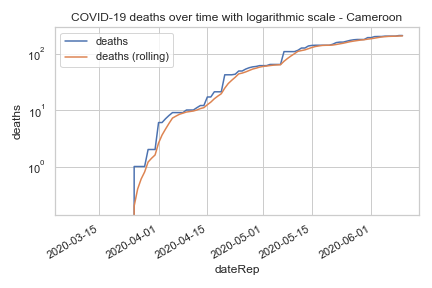 COVID-19 deaths over time with logarithmic scale - Cameroon
deaths
deaths (rolling)
10²
10¹
10⁰
deaths
2020-03-15
2020-04-01
2020-04-15
2020-05-01
2020-05-15
2020-06-01
dateRep